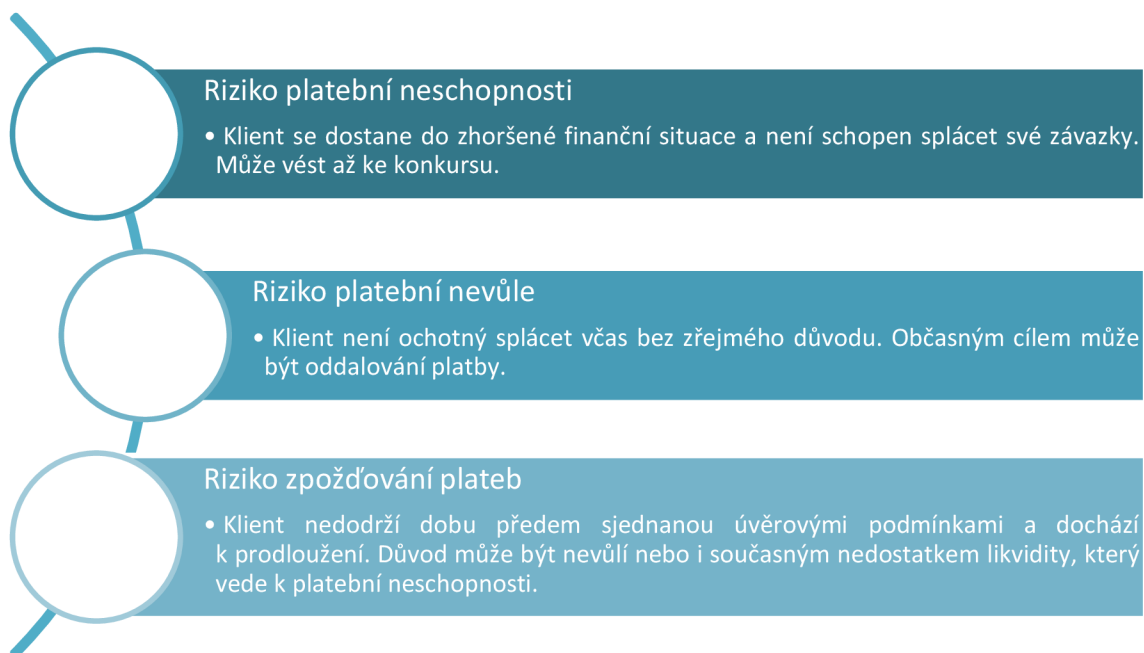 Riziko platební neschopnosti
• Klient se dostane do zhoršené finanční situace a není schopen splácet své závazky.
Může vést až ke konkursu.
Riziko platební nevůle
• Klient není ochotný splácet včas bez zřejmého důvodu. Občasným cílem může
být oddalování platby.
Riziko zpožďování plateb
• Klient nedodrží dobu předem sjednanou úvěrovými podmínkami a dochází
k prodloužení. Důvod může být nevůlí nebo i současným nedostatkem likvidity, který
vede k platební neschopnosti.